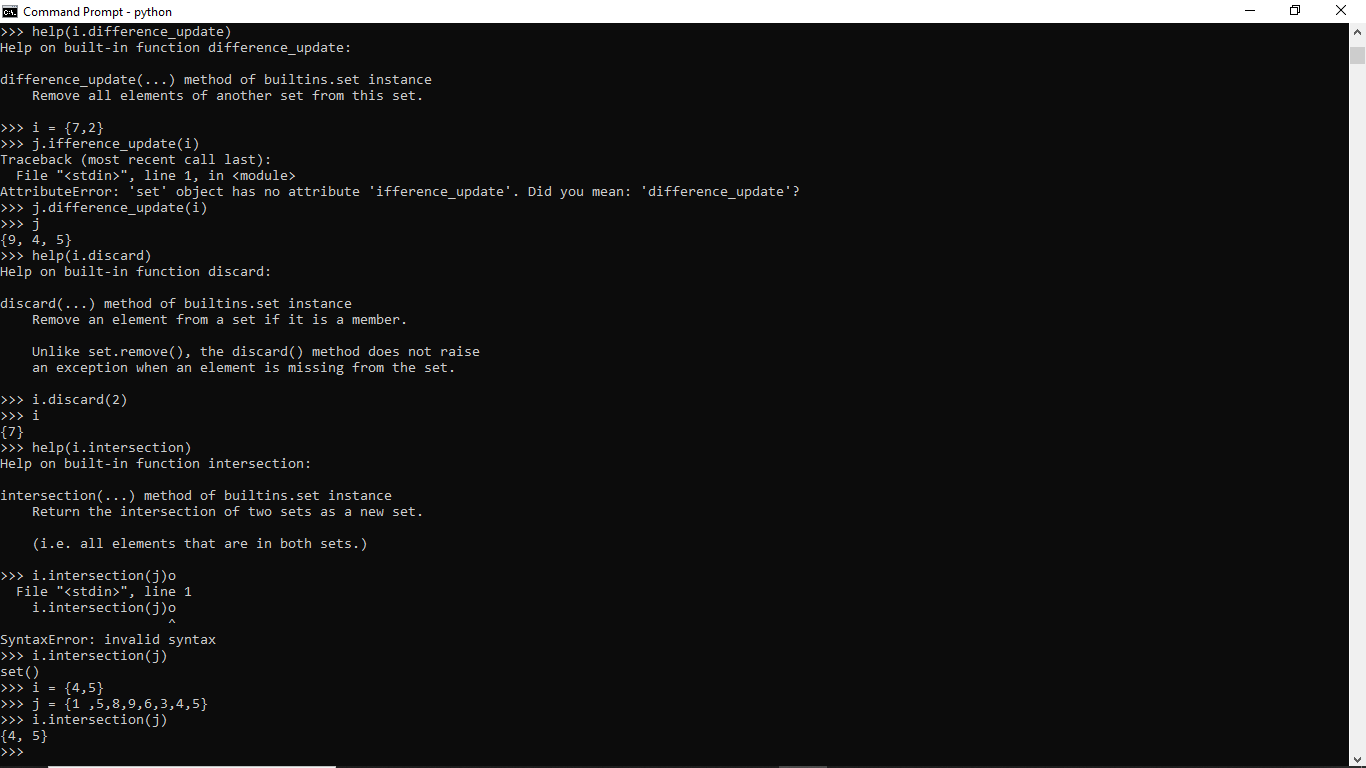 Command Prompt - python
>>> help(i.difference_update)
Help on built-in function difference_update:
difference_update(...) method of builtins.set instance
    Remove all elements of another set from this set.
>>> i = {7,2}
>>> j.ifference_update(i)
Traceback (most recent call last):
  File "<stdin>", line 1, in <module>
AttributeError: 'set' object has no attribute 'ifference_update'. Did you mean: 'difference_update'?
>>> j.difference_update(i)
>>> j
{9, 4, 5}
>>> help(i.discard)
Help on built-in function discard:
discard(...) method of builtins.set instance
    Remove an element from a set if it is a member.
    Unlike set.remove(), the discard() method does not raise
    an exception when an element is missing from the set.
>>> i.discard(2)
>>> i
{7}
>>> help(i.intersection)
Help on built-in function intersection:
intersection(...) method of builtins.set instance
    Return the intersection of two sets as a new set.
    (i.e. all elements that are in both sets.)
>>> i.intersection(j)o
  File "<stdin>", line 1
    i.intersection(j)o
                     ^
SyntaxError: invalid syntax
>>> i.intersection(j)
set()
>>> i = {4,5}
>>> j = {1 ,5,8,9,6,3,4,5}
>>> i.intersection(j)
{4, 5}
>>>